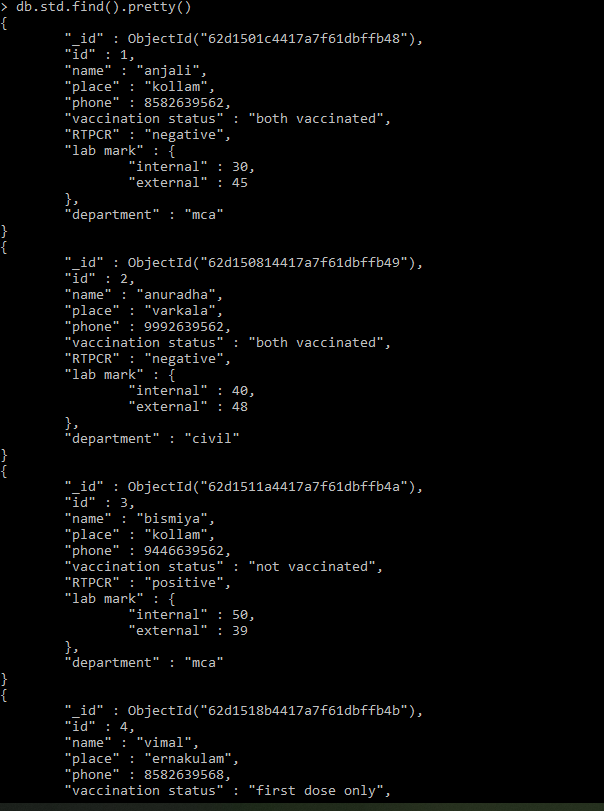 > db.std.find().pretty()
{
        "_id" : ObjectId("62d1501c4417a7f61dbffb48"),
        "id" : 1,
        "name" : "anjali",
        "place" : "kollam",
        "phone" : 8582639562,
        "vaccination status" : "both vaccinated",
        "RTPCR" : "negative",
        "lab mark" : {
                "internal" : 30,
                "external" : 45
        },
        "department" : "mca"
}
{
        "_id" : ObjectId("62d150814417a7f61dbffb49"),
        "id" : 2,
        "name" : "anuradha",
        "place" : "varkala",
        "phone" : 9992639562,
        "vaccination status" : "both vaccinated",
        "RTPCR" : "negative",
        "lab mark" : {
                "internal" : 40,
                "external" : 48
        },
        "department" : "civil"
}
{
        "_id" : ObjectId("62d1511a4417a7f61dbffb4a"),
        "id" : 3,
        "name" : "bismiya",
        "place" : "kollam",
        "phone" : 9446639562,
        "vaccination status" : "not vaccinated",
        "RTPCR" : "positive",
        "lab mark" : {
                "internal" : 50,
                "external" : 39
        },
        "department" : "mca"
}
{
        "_id" : ObjectId("62d1518b4417a7f61dbffb4b"),
        "id" : 4,
        "name" : "vimal",
        "place" : "ernakulam",
        "phone" : 8582639568,
        "vaccination status" : "first dose only",